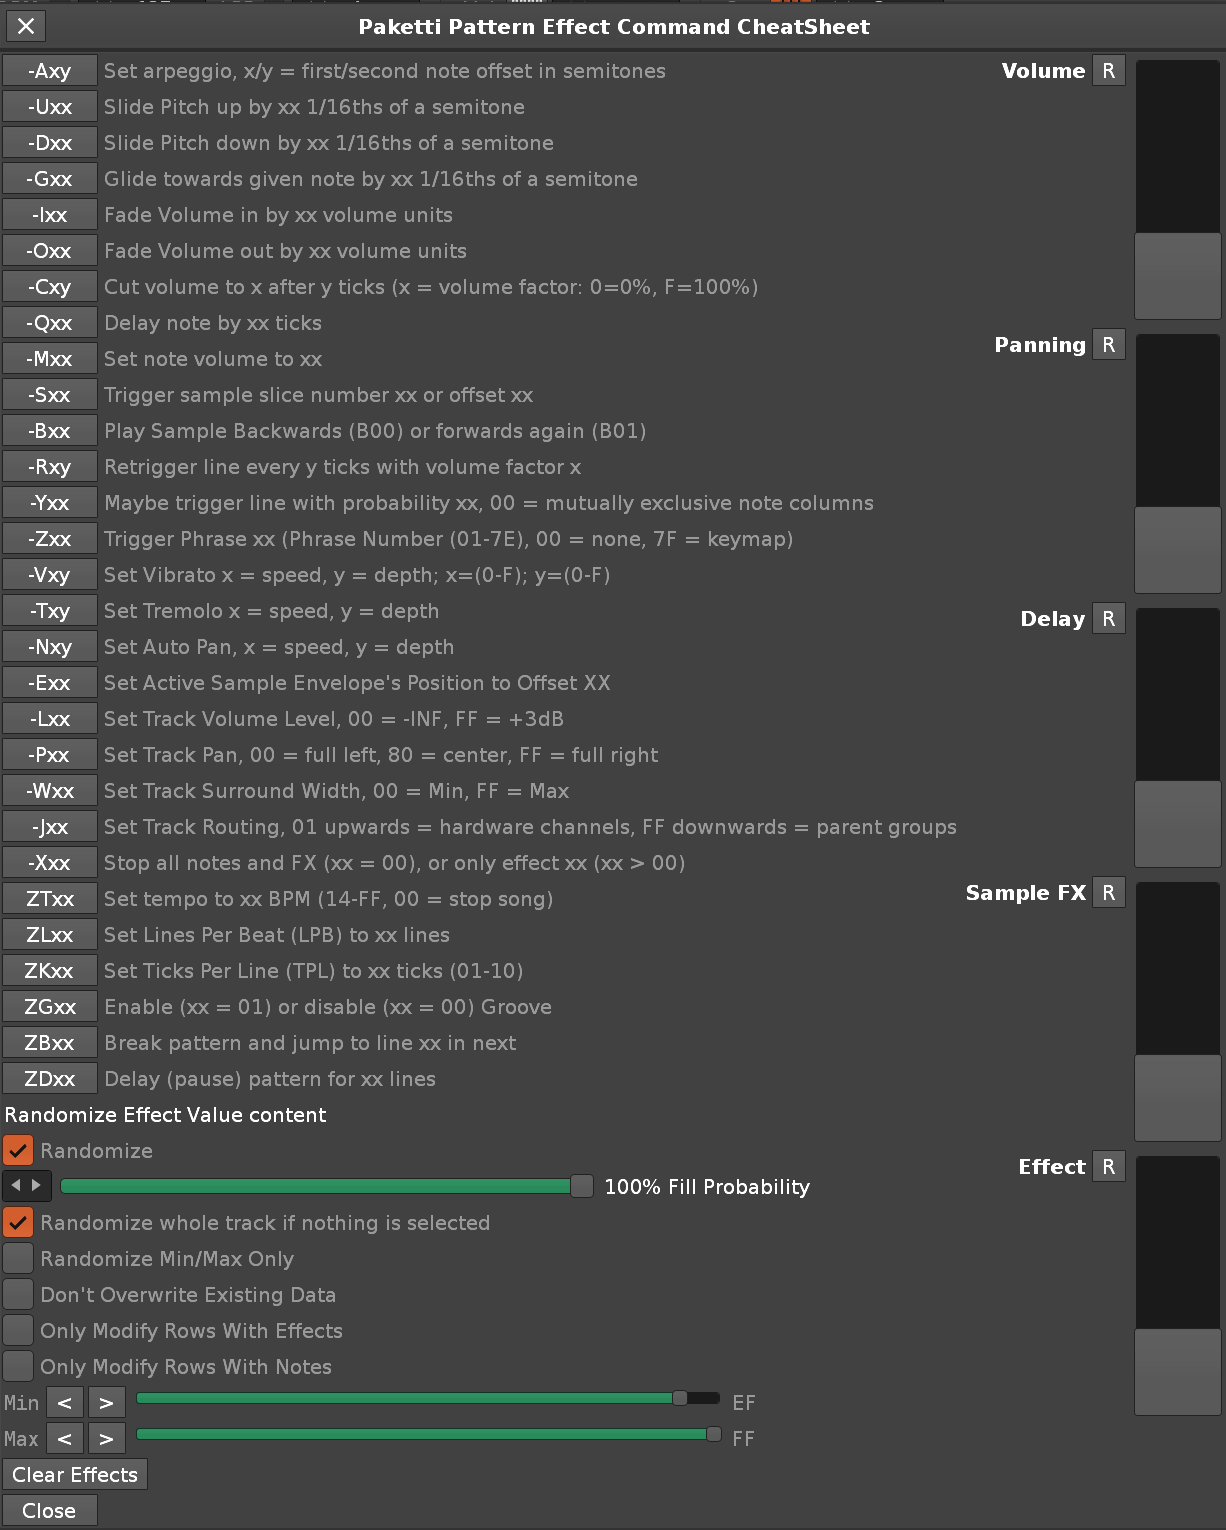 Paketti Pattern Effect Command CheatSheet
-Axy Set arpeggio, x/y = first/second note offset in semitones
Volume R
-Uxx Slide Pitch up by xx 1/16ths of a semitone
-Dxx Slide Pitch down by xx 1/16ths of a semitone
-Gxx Glide towards given note by xx 1/16ths of a semitone
-Ixx Fade Volume in by xx volume units
-Oxx Fade Volume out by xx volume units
-Cxy Cut volume to x after y ticks (x = volume factor: 0=0%, F=100%)
-Qxx Delay note by xx ticks
Panning R
-Mxx Set note volume to xx
-Sxx Trigger sample slice number xx or offset xx
-Bxx Play Sample Backwards (B00) or forwards again (B01)
-Rxy Retrigger line every y ticks with volume factor x
-Yxx Maybe trigger line with probability xx, 00 = mutually exclusive note columns
-Zxx Trigger Phrase xx (Phrase Number (01-7E), 00 = none, 7F = keymap)
-Vxy Set Vibrato x = speed, y = depth; x=(0-F); y=(0-F)
-Txy Set Tremolo x = speed, y = depth
Delay R
-Nxy Set Auto Pan, x = speed, y = depth
-Exx Set Active Sample Envelope's Position to Offset XX
-Lxx Set Track Volume Level, 00 = -INF, FF = +3dB
-Pxx Set Track Pan, 00 = full left, 80 = center, FF = full right
-Wxx Set Track Surround Width, 00 = Min, FF = Max
-Jxx Set Track Routing, 01 upwards = hardware channels, FF downwards = parent groups
-Xxx Stop all notes and FX (xx = 00), or only effect xx (xx > 00)
ZTxx Set tempo to xx BPM (14-FF, 00 = stop song)
Sample FX R
ZLxx Set Lines Per Beat (LPB) to xx lines
ZKxx Set Ticks Per Line (TPL) to xx ticks (01-10)
ZGxx Enable (xx = 01) or disable (xx = 00) Groove
ZBxx Break pattern and jump to line xx in next
ZDxx Delay (pause) pattern for xx lines
Randomize Effect Value content
Randomize
Effect R
100% Fill Probability
Randomize whole track if nothing is selected
Randomize Min/Max Only
Don't Overwrite Existing Data
Only Modify Rows With Effects
Only Modify Rows With Notes
Min < > EF
Max < > FF
Clear Effects
Close